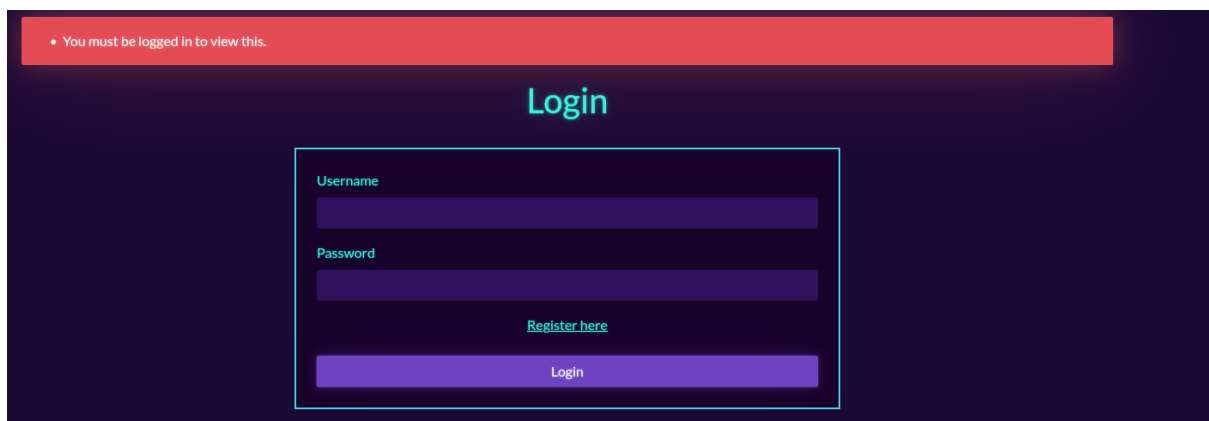 • You must be logged in to view this.
Login
Username
Password
Register here
Login